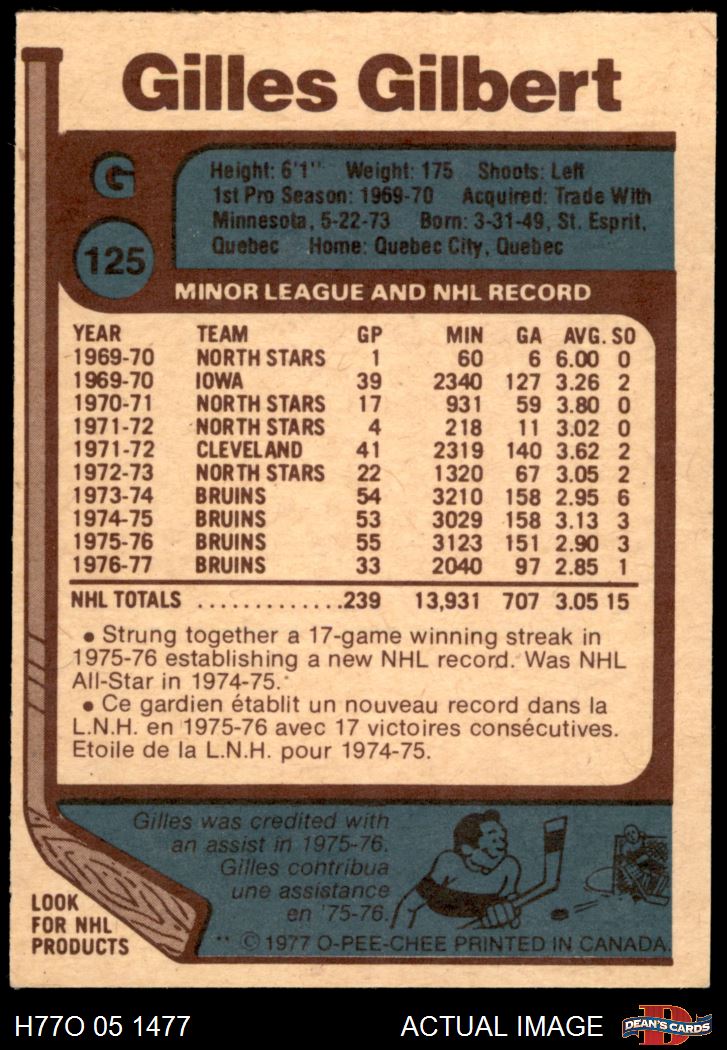 Gilles Gilbert
G
125
Height: 6'1" Weight: 175 Shoots: Left
1st Pro Season: 1969-70 Acquired: Trade With
Minnesota, 5-22-73 Born: 3-31-49, St. Esprit,
Quebec Home: Quebec City, Quebec
MINOR LEAGUE AND NHL RECORD
YEAR TEAM GP MIN GA AVG. SO
1969-70 NORTH STARS 1 60 6 6.00 0
1969-70 IOWA 39 2340 127 3.26 2
1970-71 NORTH STARS 17 931 59 3.80 0
1971-72 NORTH STARS 4 218 11 3.02 0
1971-72 CLEVELAND 41 2319 140 3.62 2
1972-73 NORTH STARS 22 1320 67 3.05 2
1973-74 BRUINS 54 3210 158 2.95 6
1974-75 BRUINS 53 3029 158 3.13 3
1975-76 BRUINS 55 3123 151 2.90 3
1976-77 BRUINS 33 2040 97 2.85 1
NHL TOTALS .............239 13,931 707 3.05 15
• Strung together a 17-game winning streak in
1975-76 establishing a new NHL record. Was NHL
All-Star in 1974-75.
• Ce gardien établit un nouveau record dans la
L.N.H. en 1975-76 avec 17 victoires consécutives.
Etoile de la L.N.H. pour 1974-75.
Gilles was credited with
an assist in 1975-76.
Gilles contribua
une assistance
en '75-76.
LOOK
FOR NHL
PRODUCTS
** © 1977 O-PEE-CHEE PRINTED IN CANADA.
H77O 05 1477 ACTUAL IMAGE
D
DEAN'S CARDS